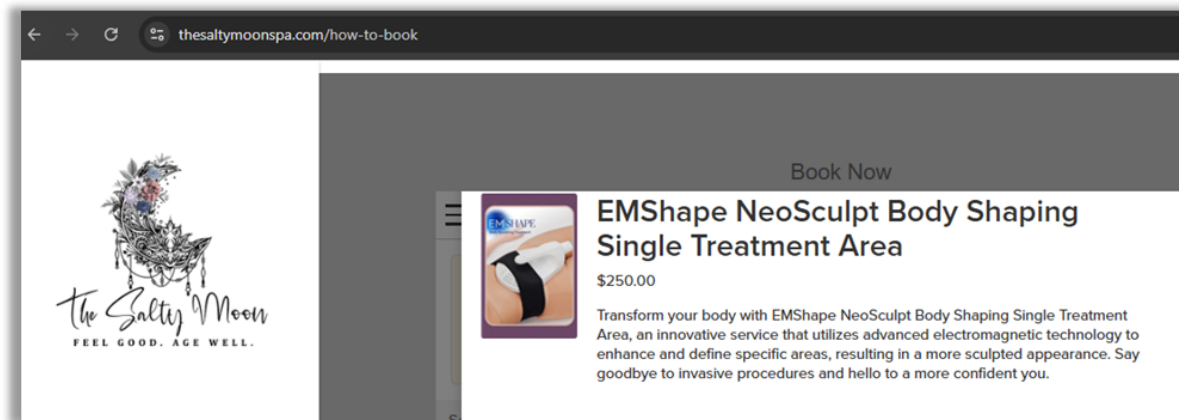 thesaltymoonspa.com/how-to-book
The Salty Moon
FEEL GOOD. AGE WELL.
Book Now
EMSHAPE
EMShape NeoSculpt Body Shaping
Single Treatment Area
$250.00
Transform your body with EMShape NeoSculpt Body Shaping Single Treatment
Area, an innovative service that utilizes advanced electromagnetic technology to
enhance and define specific areas, resulting in a more sculpted appearance. Say
goodbye to invasive procedures and hello to a more confident you.